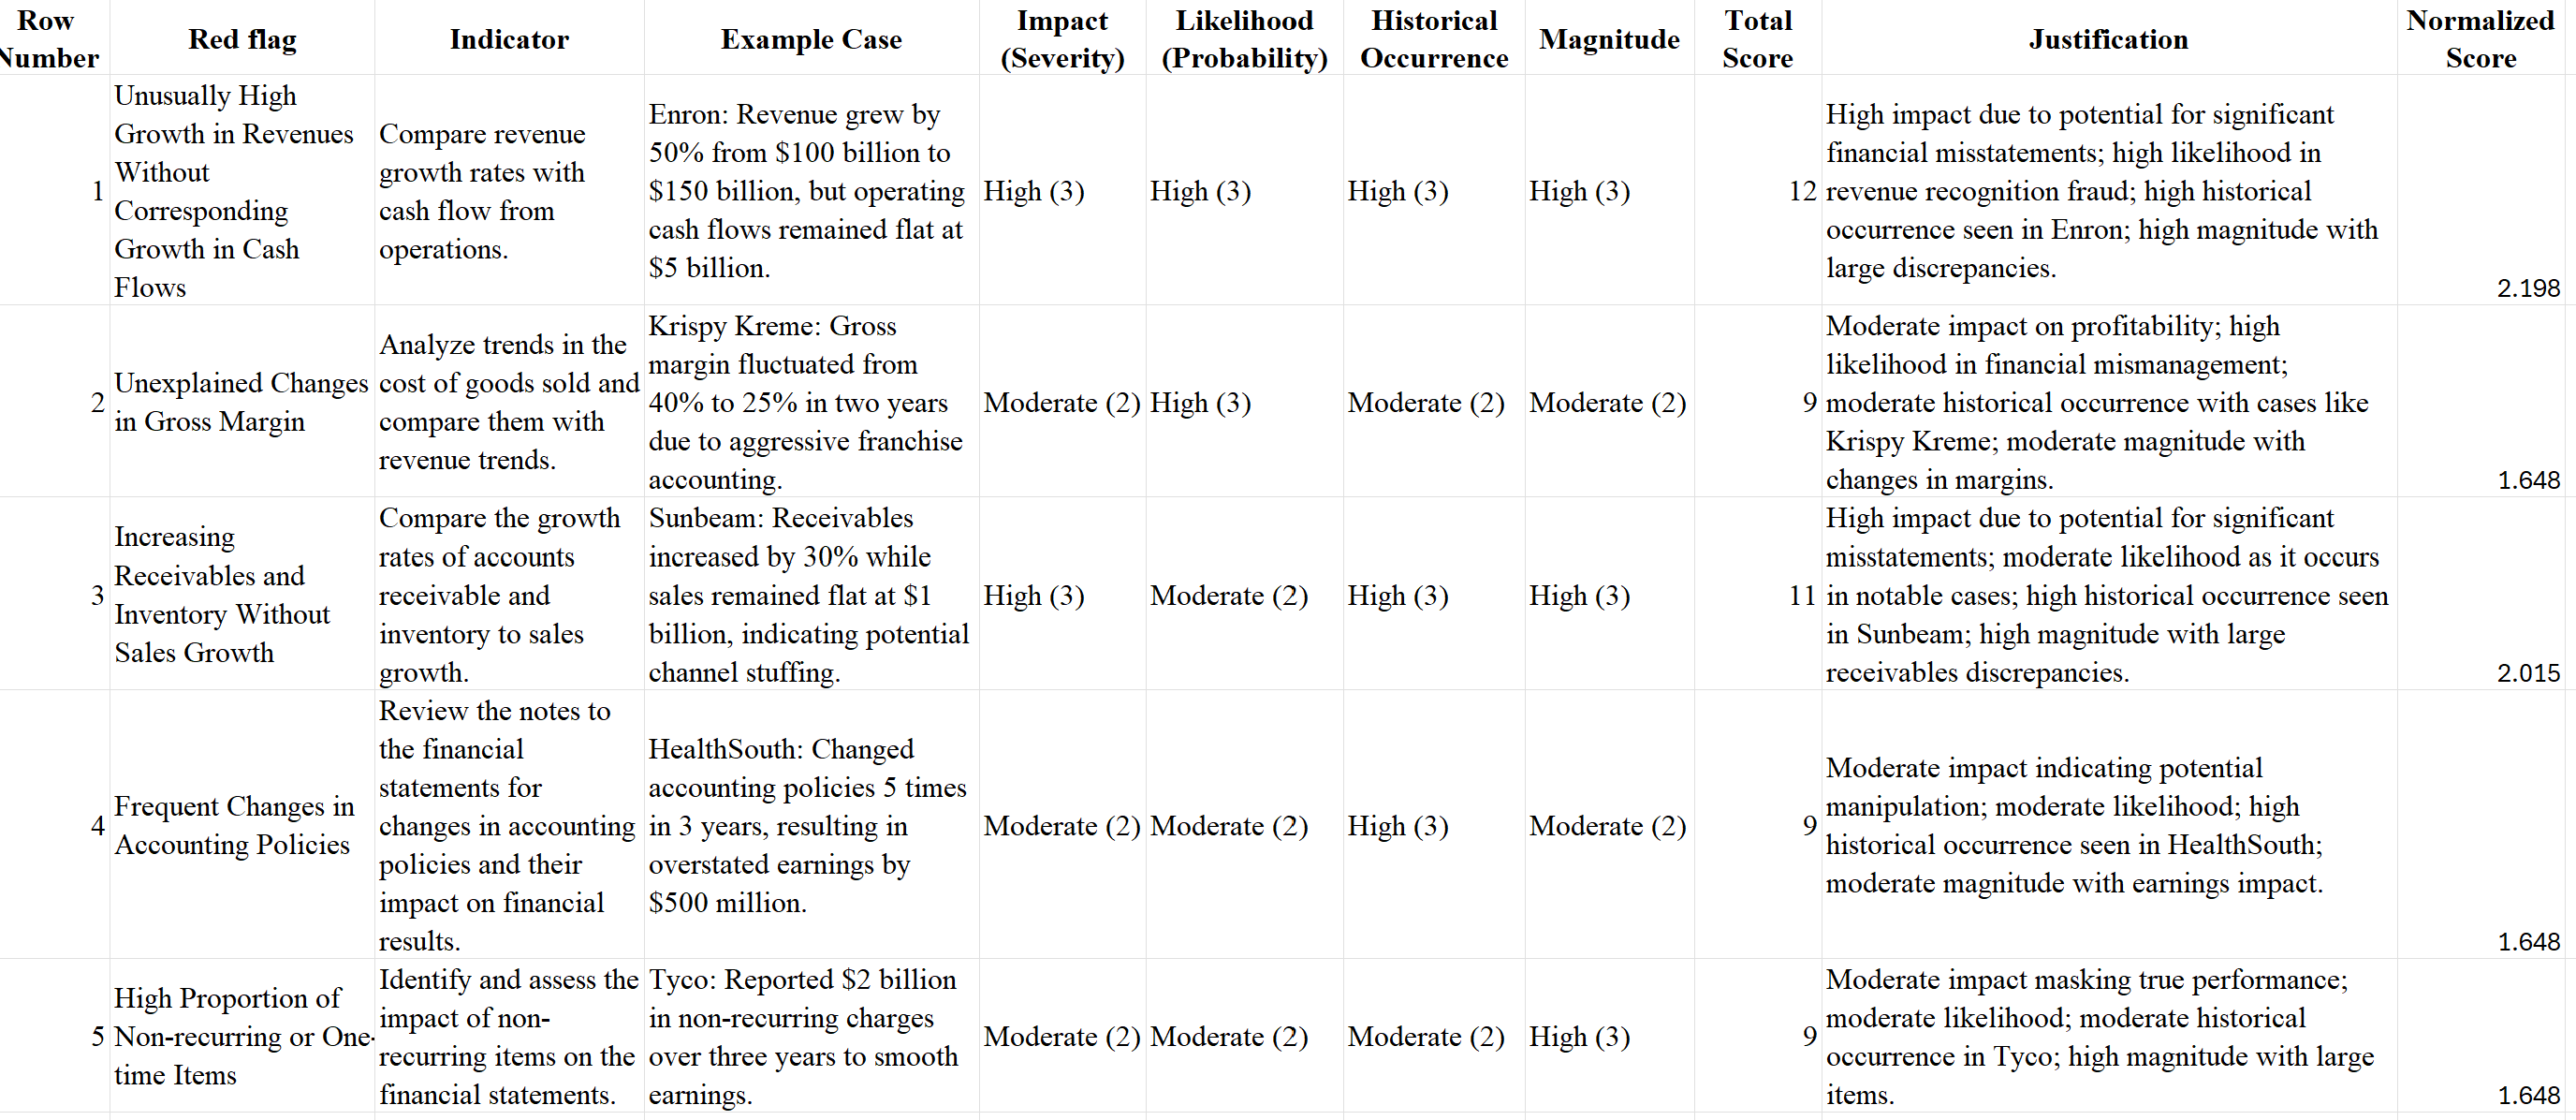 Row Number	Red flag	Indicator	Example Case	Impact (Severity)	Likelihood (Probability)	Historical Occurrence	Magnitude	Total Score	Justification	Normalized Score
1
Unusually High
Growth in Revenues
Without
Corresponding
Growth in Cash
Flows
Compare revenue
growth rates with
cash flow from
operations.
Enron: Revenue grew by
50% from $100 billion to
$150 billion, but operating
cash flows remained flat at
$5 billion.
High (3)
High (3)
High (3)
High (3)
12
High impact due to potential for significant
financial misstatements; high likelihood in
revenue recognition fraud; high historical
occurrence seen in Enron; high magnitude with
large discrepancies.
2.198
2
Unexplained Changes
in Gross Margin
Analyze trends in the
cost of goods sold and
compare them with
revenue trends.
Krispy Kreme: Gross
margin fluctuated from
40% to 25% in two years
due to aggressive franchise
accounting.
Moderate (2)
High (3)
Moderate (2)
Moderate (2)
9
Moderate impact on profitability; high
likelihood in financial mismanagement;
moderate historical occurrence with cases like
Krispy Kreme; moderate magnitude with
changes in margins.
1.648
3
Increasing
Receivables and
Inventory Without
Sales Growth
Compare the growth
rates of accounts
receivable and
inventory to sales
growth.
Sunbeam: Receivables
increased by 30% while
sales remained flat at $1
billion, indicating potential
channel stuffing.
High (3)
Moderate (2)
High (3)
High (3)
11
High impact due to potential for significant
misstatements; moderate likelihood as it occurs
in notable cases; high historical occurrence seen
in Sunbeam; high magnitude with large
receivables discrepancies.
2.015
4
Frequent Changes in
Accounting Policies
Review the notes to
the financial
statements for
changes in accounting
policies and their
impact on financial
results.
HealthSouth: Changed
accounting policies 5 times
in 3 years, resulting in
overstated earnings by
$500 million.
Moderate (2)
Moderate (2)
High (3)
Moderate (2)
9
Moderate impact indicating potential
manipulation; moderate likelihood; high
historical occurrence seen in HealthSouth;
moderate magnitude with earnings impact.
1.648
5
High Proportion of
Non-recurring or One-
time Items
Identify and assess the
impact of non-
recurring items on the
financial statements.
Tyco: Reported $2 billion
in non-recurring charges
over three years to smooth
earnings.
Moderate (2)
Moderate (2)
Moderate (2)
High (3)
9
Moderate impact masking true performance;
moderate likelihood; moderate historical
occurrence in Tyco; high magnitude with large
items.
1.648